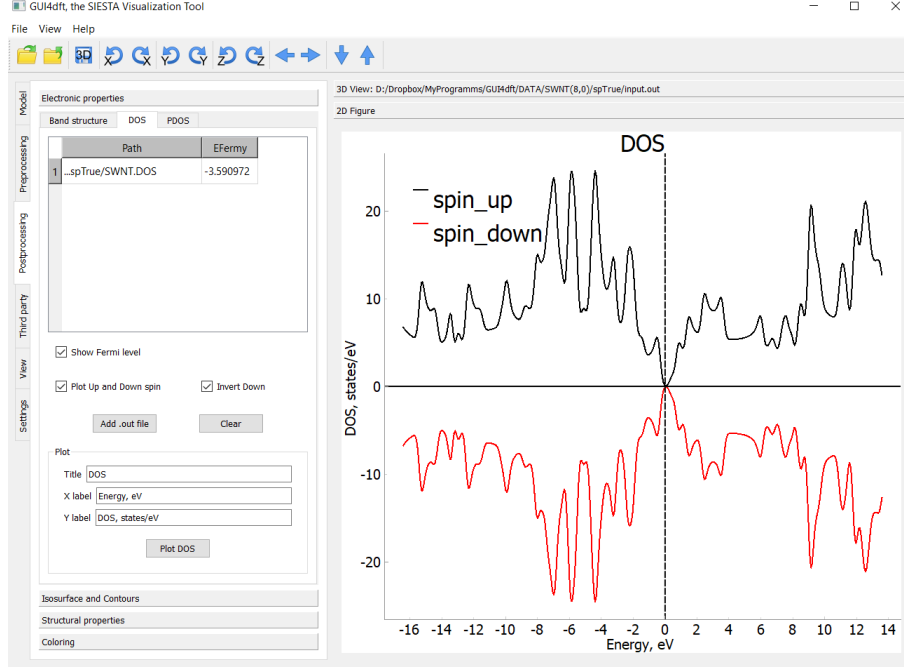 GUI4dft, the SIESTA Visualization Tool
File View Help
3D X X Y Y Z Z
Model
Preprocessing
Postprocessing
Third party
View
Settings
Electronic properties
Band structure DOS PDOS
Path EFermy
1 ...spTrue/SWNT.DOS -3.590972
Show Fermi level
Plot Up and Down spin Invert Down
Add .out file Clear
Plot
Title DOS
X label Energy, eV
Y label DOS, states/eV
Plot DOS
Isosurface and Contours
Structural properties
Coloring
3D View: D:/Dropbox/MyProgramms/GUI4dft/DATA/SWNT(8,0)/spTrue/input.out
2D Figure
DOS
spin_up
spin_down
DOS, states/eV
20
10
0
-10
-20
-16 -14 -12 -10 -8 -6 -4 -2 0 2 4 6 8 10 12 14
Energy, eV